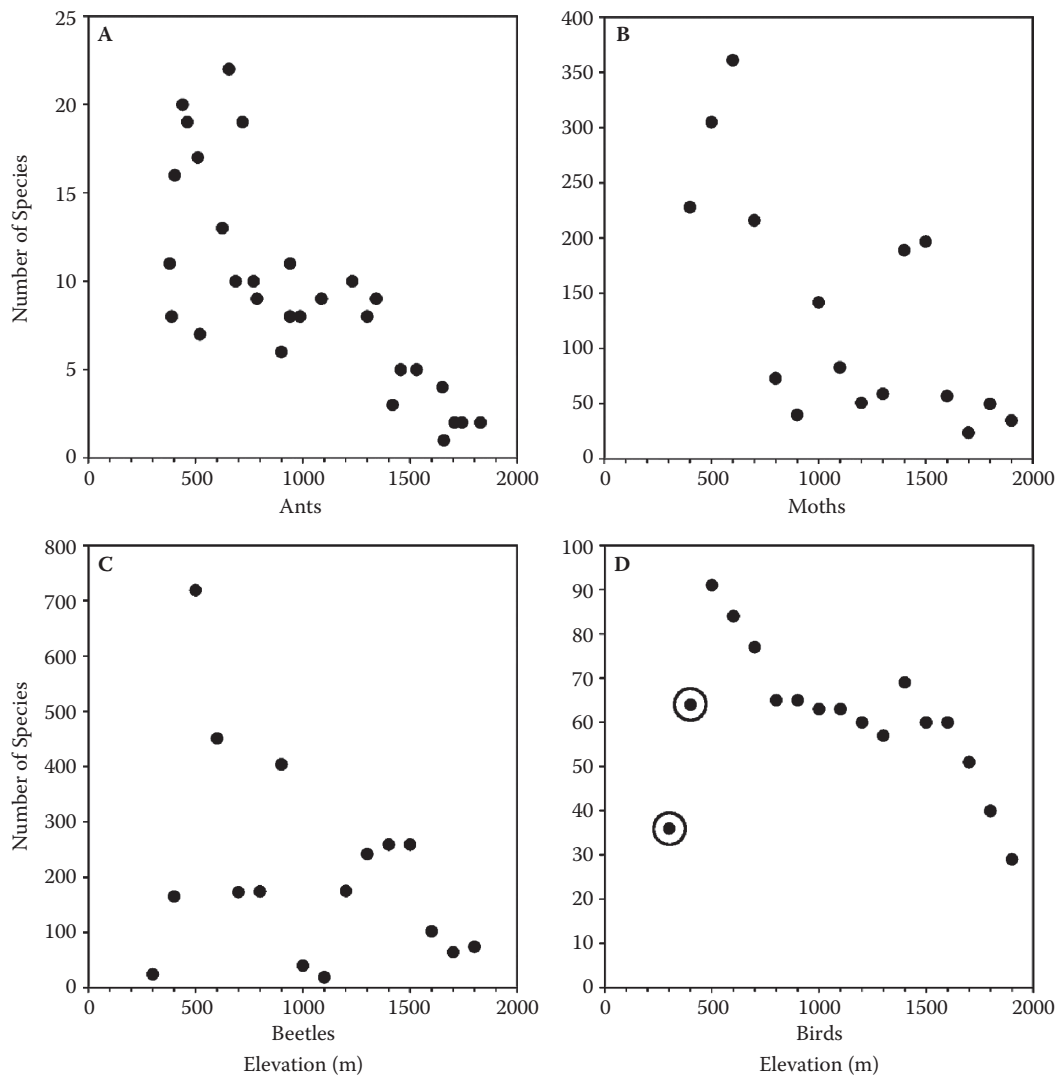 A
25
20
15
10
5
0
Number of Species
0 500 1000 1500 2000
Ants
B
400
350
300
250
200
150
100
50
0
0 500 1000 1500 2000
Moths
C
800
700
600
500
400
300
200
100
0
Number of Species
0 500 1000 1500 2000
Beetles
Elevation (m)
D
100
90
80
70
60
50
40
30
20
10
0
0 500 1000 1500 2000
Birds
Elevation (m)